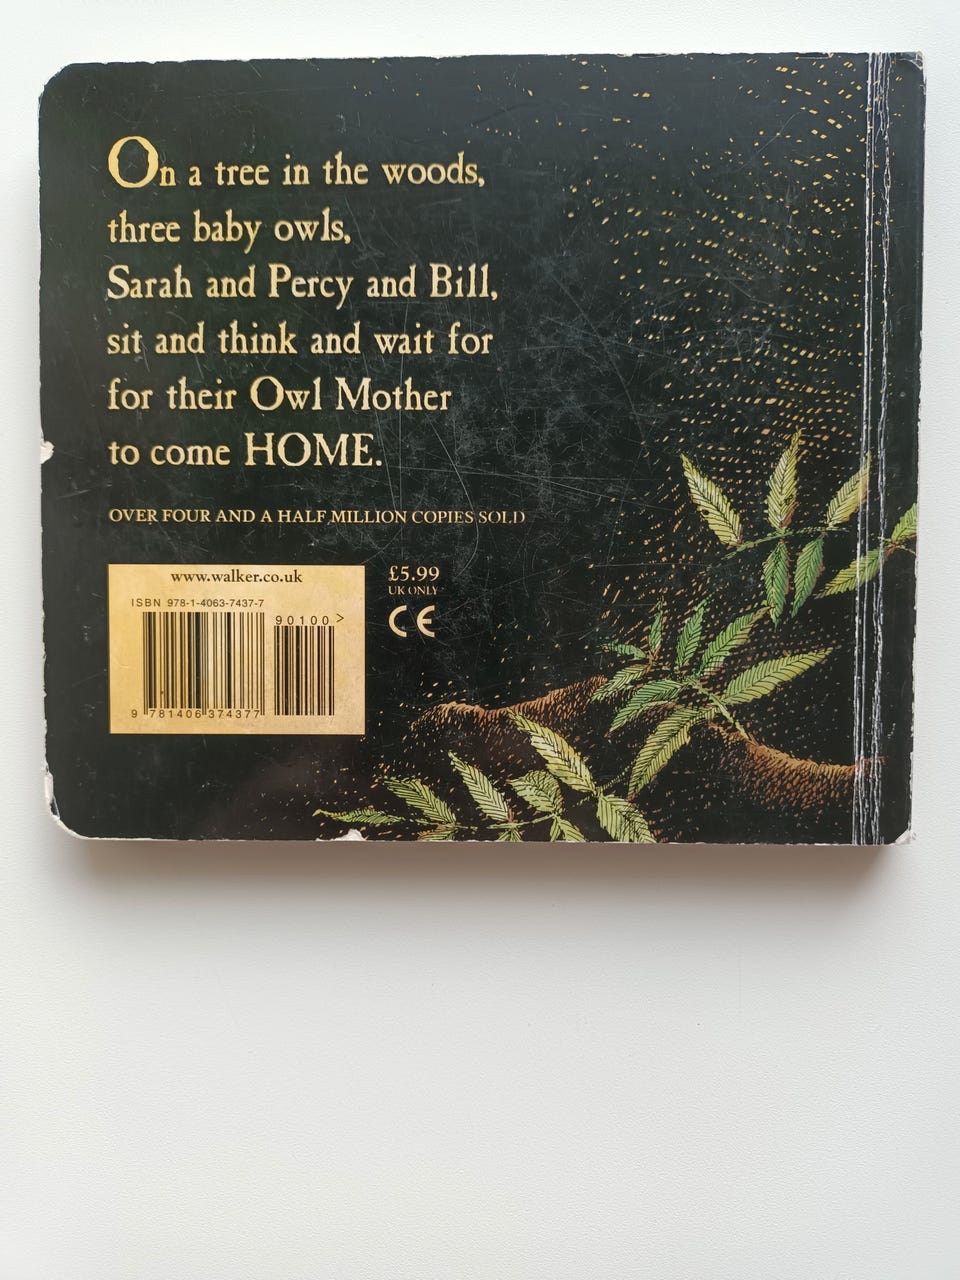 On a tree in the woods,
three baby owls,
Sarah and Percy and Bill,
sit and think and wait for
for their Owl Mother
to come HOME.
OVER FOUR AND A HALF MILLION COPIES SOLD
www.walker.co.uk
ISBN 978-1-4063-7437-7
90100>
9 781406 374377
£5.99
UK ONLY
CE